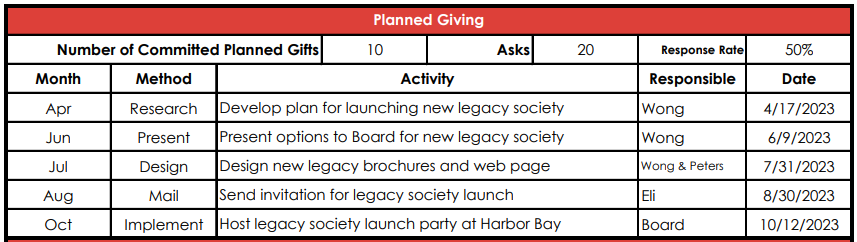 Planned Giving
Number of Committed Planned Gifts 10 Asks 20 Response Rate 50%
Month Method Activity Responsible Date
Apr Research Develop plan for launching new legacy society Wong 4/17/2023
Jun Present Present options to Board for new legacy society Wong 6/9/2023
Jul Design Design new legacy brochures and web page Wong & Peters 7/31/2023
Aug Mail Send invitation for legacy society launch Eli 8/30/2023
Oct Implement Host legacy society launch party at Harbor Bay Board 10/12/2023